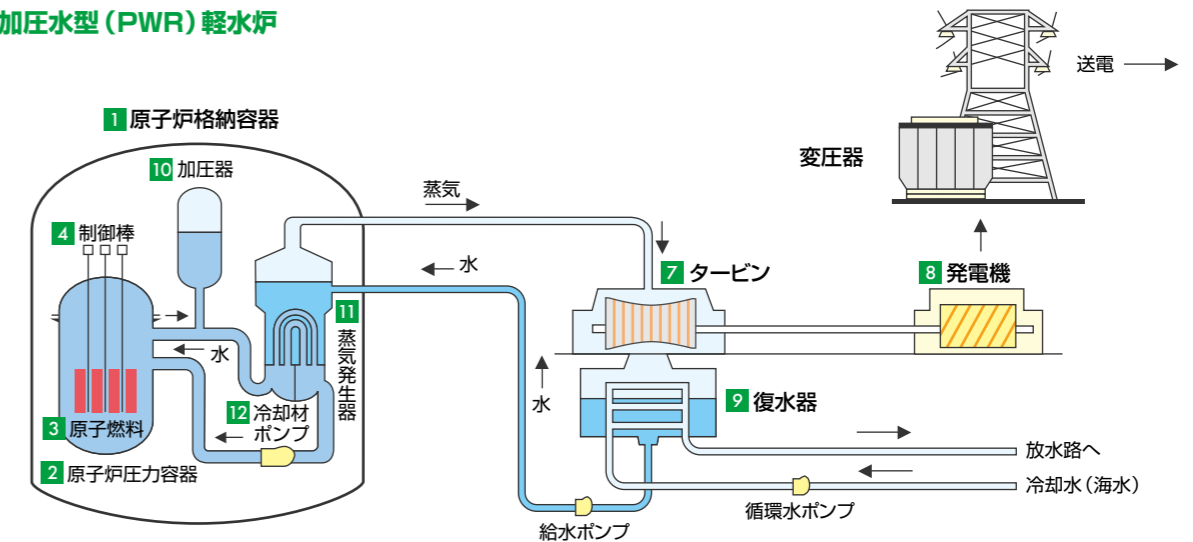 加圧水型(PWR)軽水炉
送電
1 原子炉格納容器
変圧器
10 加圧器
蒸気
4 制御棒
水
7 タービン
8 発電機
11 蒸気発生器
水
水
12 冷却材
ポンプ
9 復水器
3 原子燃料
2 原子炉圧力容器
放水路へ
冷却水(海水)
循環水ポンプ
給水ポンプ